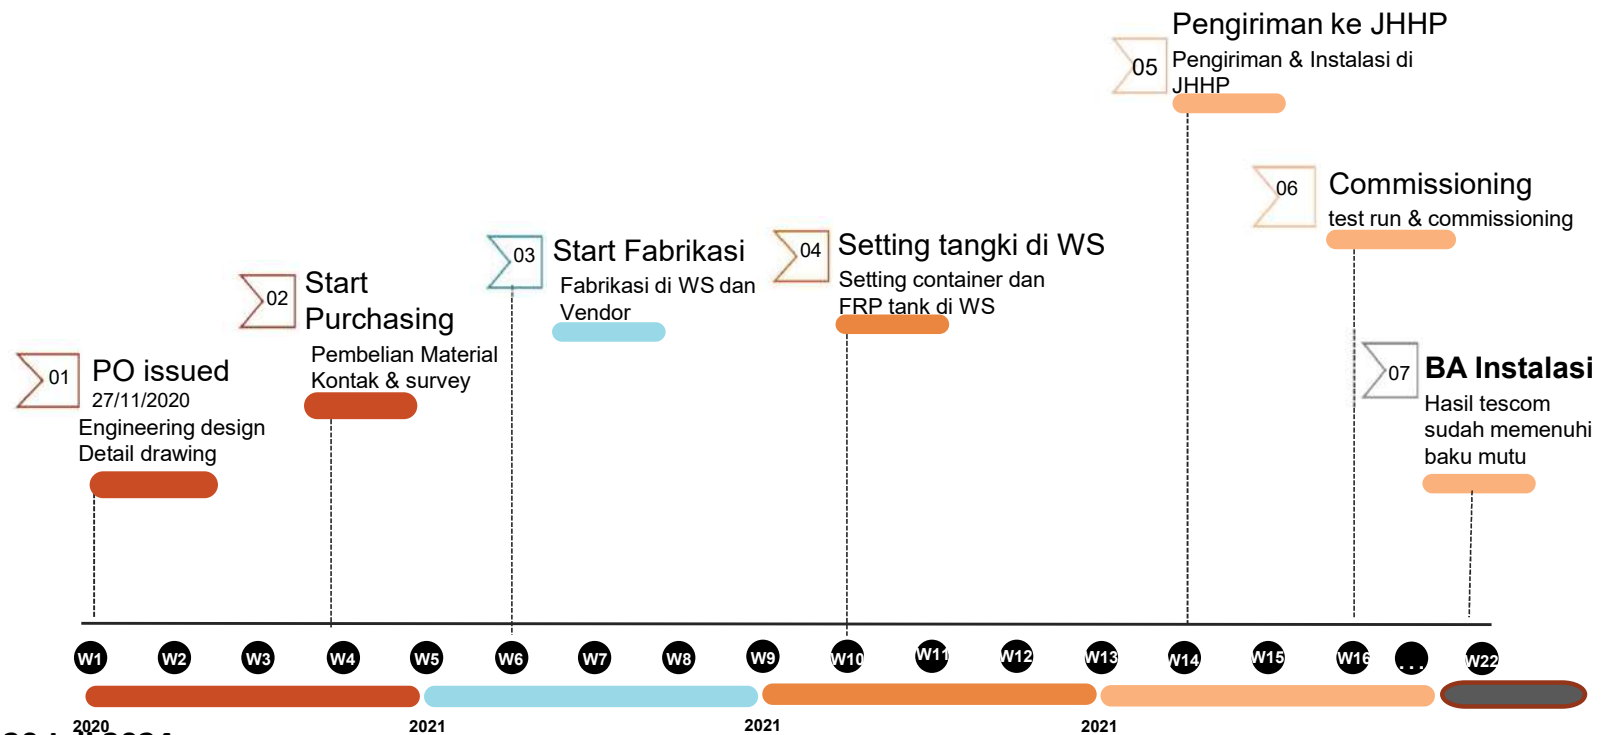 05
Pengiriman ke JHHP
Pengiriman & Instalasi di
JHHP
06
Commissioning
test run & commissioning
03
Start Fabrikasi
Fabrikasi di WS dan
Vendor
04
Setting tangki di WS
Setting container dan
FRP tank di WS
02
Start
Purchasing
Pembelian Material
Kontak & survey
01
PO issued
27/11/2020
Engineering design
Detail drawing
07
BA Instalasi
Hasil tescom
sudah memenuhi
baku mutu
W1 W2 W3 W4 W5 W6 W7 W8 W9 W10 W11 W12 W13 W14 W15 W16 ... W22
2020 2021 2021 2021